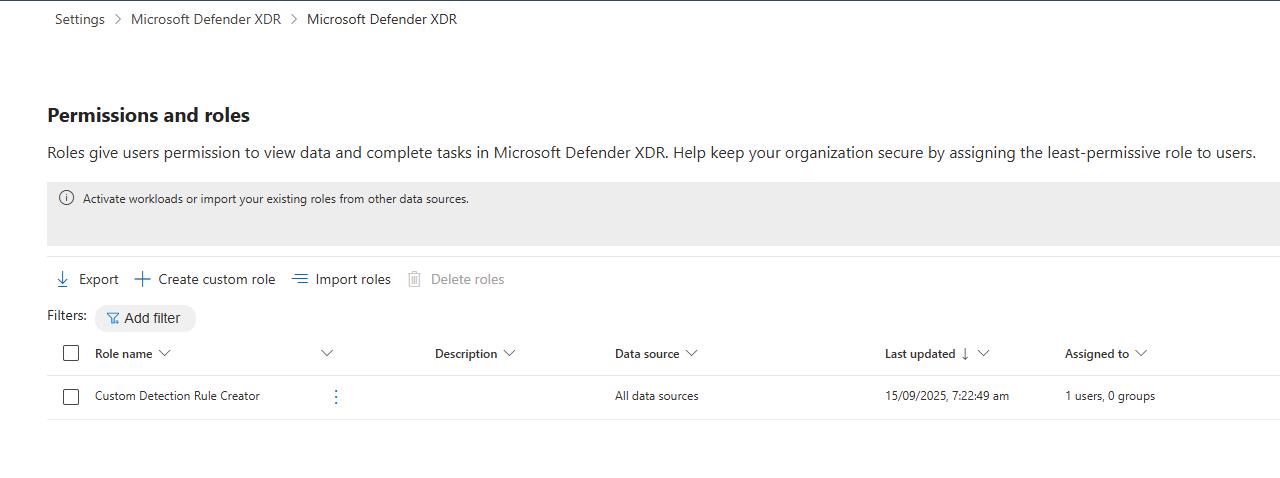 Settings > Microsoft Defender XDR > Microsoft Defender XDR
Permissions and roles
Roles give users permission to view data and complete tasks in Microsoft Defender XDR. Help keep your organization secure by assigning the least-permissive role to users.
Activate workloads or import your existing roles from other data sources.
Export Create custom role Import roles Delete roles
Filters: Add filter
Role name Description Data source Last updated ↓ Assigned to
Custom Detection Rule Creator All data sources 15/09/2025, 7:22:49 am 1 users, 0 groups